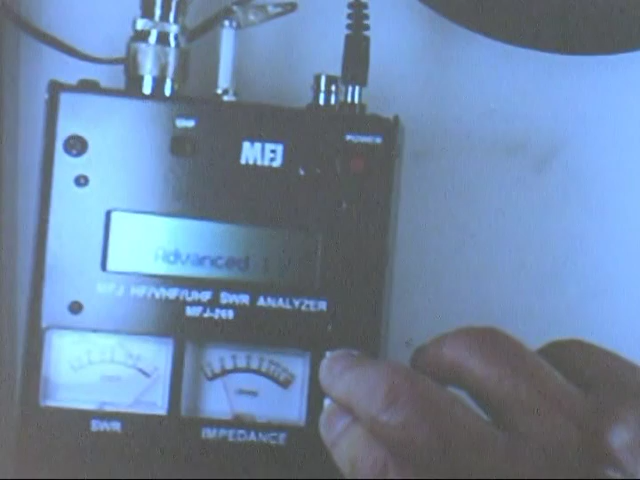 MFJ
POWER
Advanced 1
MFJ HF/VHF/UHF SWR ANALYZER
MFJ-269
SWR
IMPEDANCE